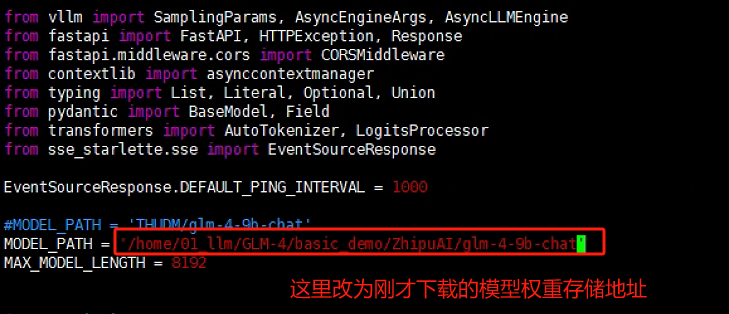 from vllm import SamplingParams, AsyncEngineArgs, AsyncLLMEngine
from fastapi import FastAPI, HTTPException, Response
from fastapi.middleware.cors import CORSMiddleware
from contextlib import asynccontextmanager
from typing import List, Literal, Optional, Union
from pydantic import BaseModel, Field
from transformers import AutoTokenizer, LogitsProcessor
from sse_starlette.sse import EventSourceResponse
EventSourceResponse.DEFAULT_PING_INTERVAL = 1000
#MODEL_PATH = 'THUDM/glm-4-9b-chat'
MODEL_PATH = '/home/01_llm/GLM-4/basic_demo/ZhipuAI/glm-4-9b-chat'
MAX_MODEL_LENGTH = 8192
这里改为刚才下载的模型权重存储地址